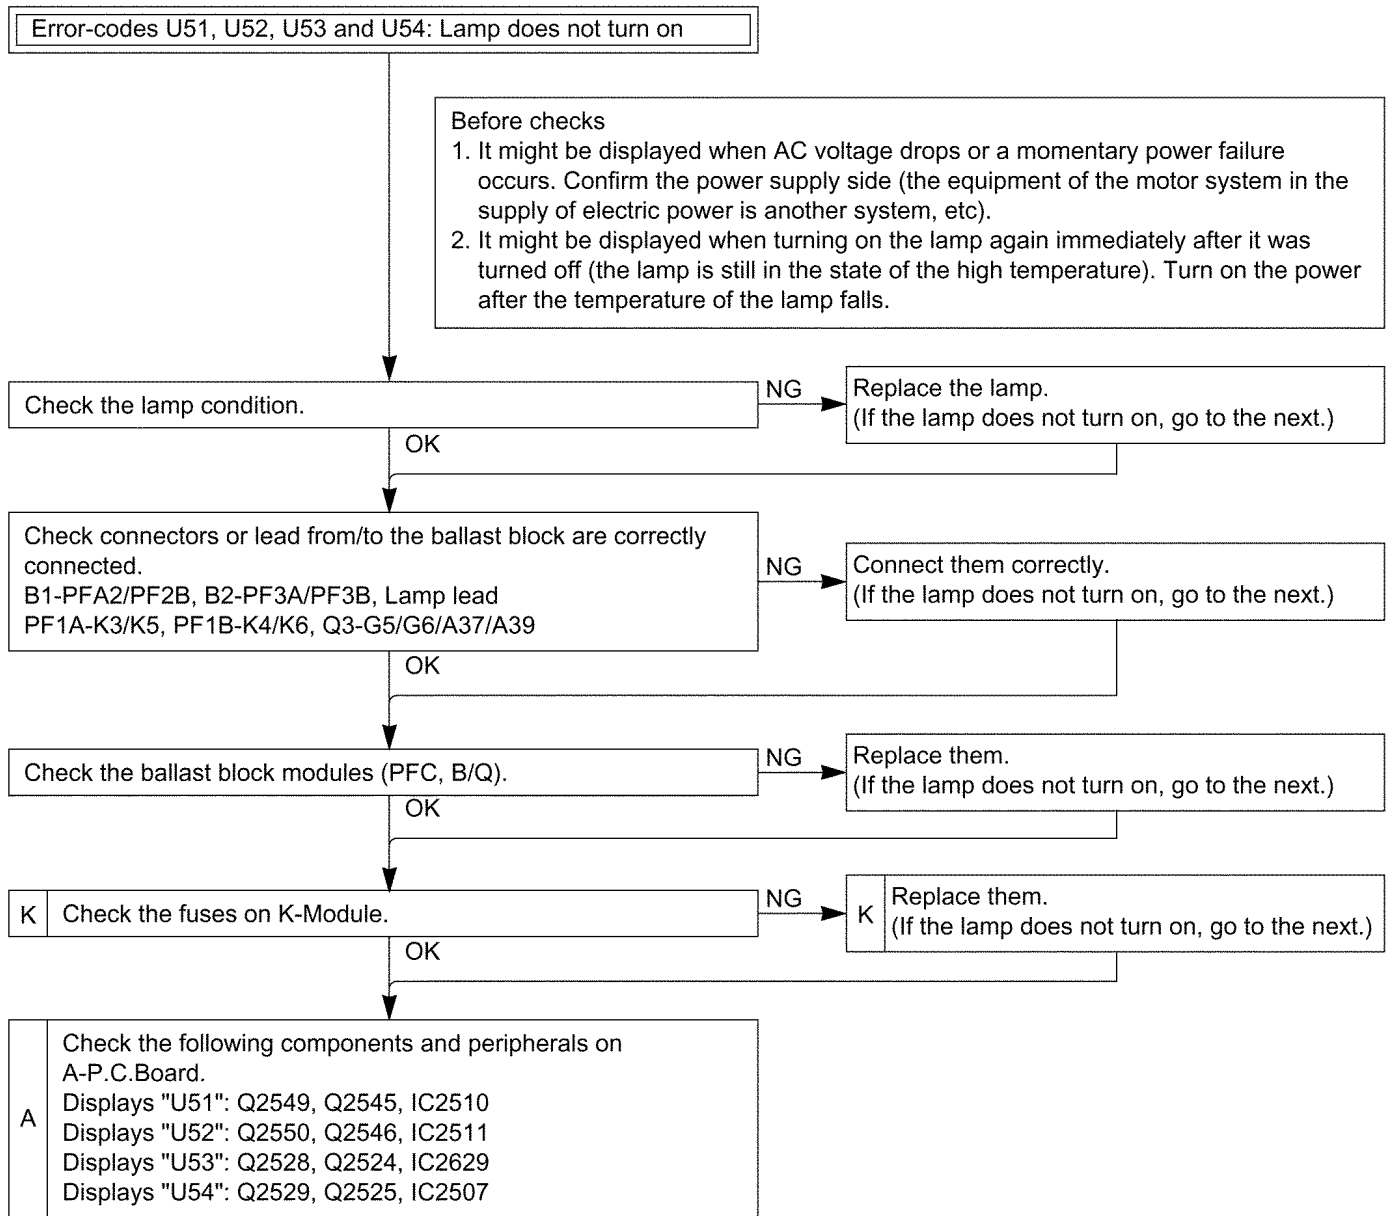 Error-codes U51, U52, U53 and U54: Lamp does not turn on
Before checks
1. It might be displayed when AC voltage drops or a momentary power failure
occurs. Confirm the power supply side (the equipment of the motor system in the
supply of electric power is another system, etc).
2. It might be displayed when turning on the lamp again immediately after it was
turned off (the lamp is still in the state of the high temperature). Turn on the power
after the temperature of the lamp falls.
Check the lamp condition.
NG
Replace the lamp.
(If the lamp does not turn on, go to the next.)
OK
Check connectors or lead from/to the ballast block are correctly
connected.
B1-PFA2/PF2B, B2-PF3A/PF3B, Lamp lead
PF1A-K3/K5, PF1B-K4/K6, Q3-G5/G6/A37/A39
NG
Connect them correctly.
(If the lamp does not turn on, go to the next.)
OK
Check the ballast block modules (PFC, B/Q).
NG
Replace them.
(If the lamp does not turn on, go to the next.)
OK
K
Check the fuses on K-Module.
NG
K
Replace them.
(If the lamp does not turn on, go to the next.)
OK
A
Check the following components and peripherals on
A-P.C.Board.
Displays "U51": Q2549, Q2545, IC2510
Displays "U52": Q2550, Q2546, IC2511
Displays "U53": Q2528, Q2524, IC2629
Displays "U54": Q2529, Q2525, IC2507